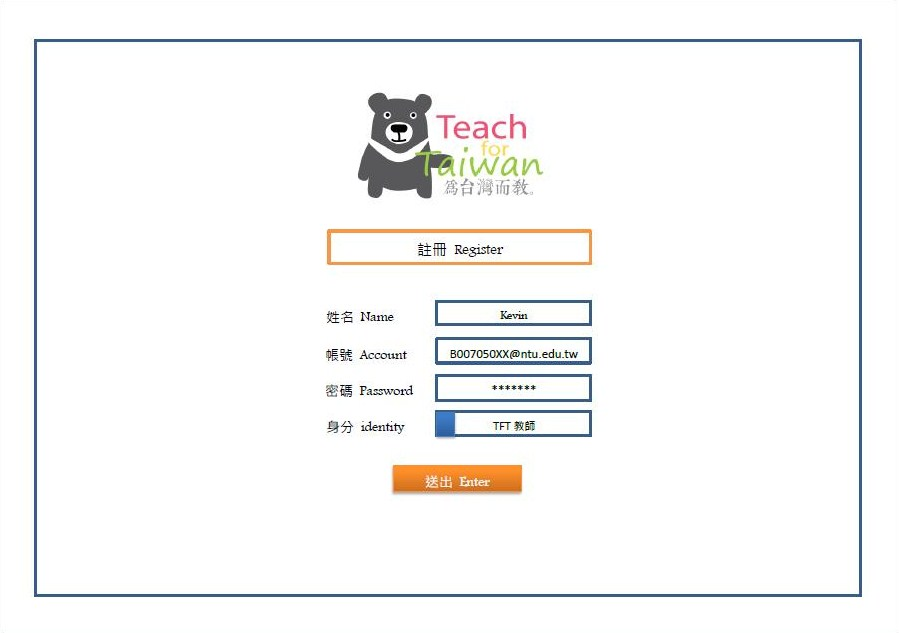 Teach
for
Taiwan
為台灣而教。
註冊 Register
姓名 Name
Kevin
帳號 Account
B007050XX@ntu.edu.tw
密碼 Password
*******
身分 identity
TFT 教師
送出 Enter